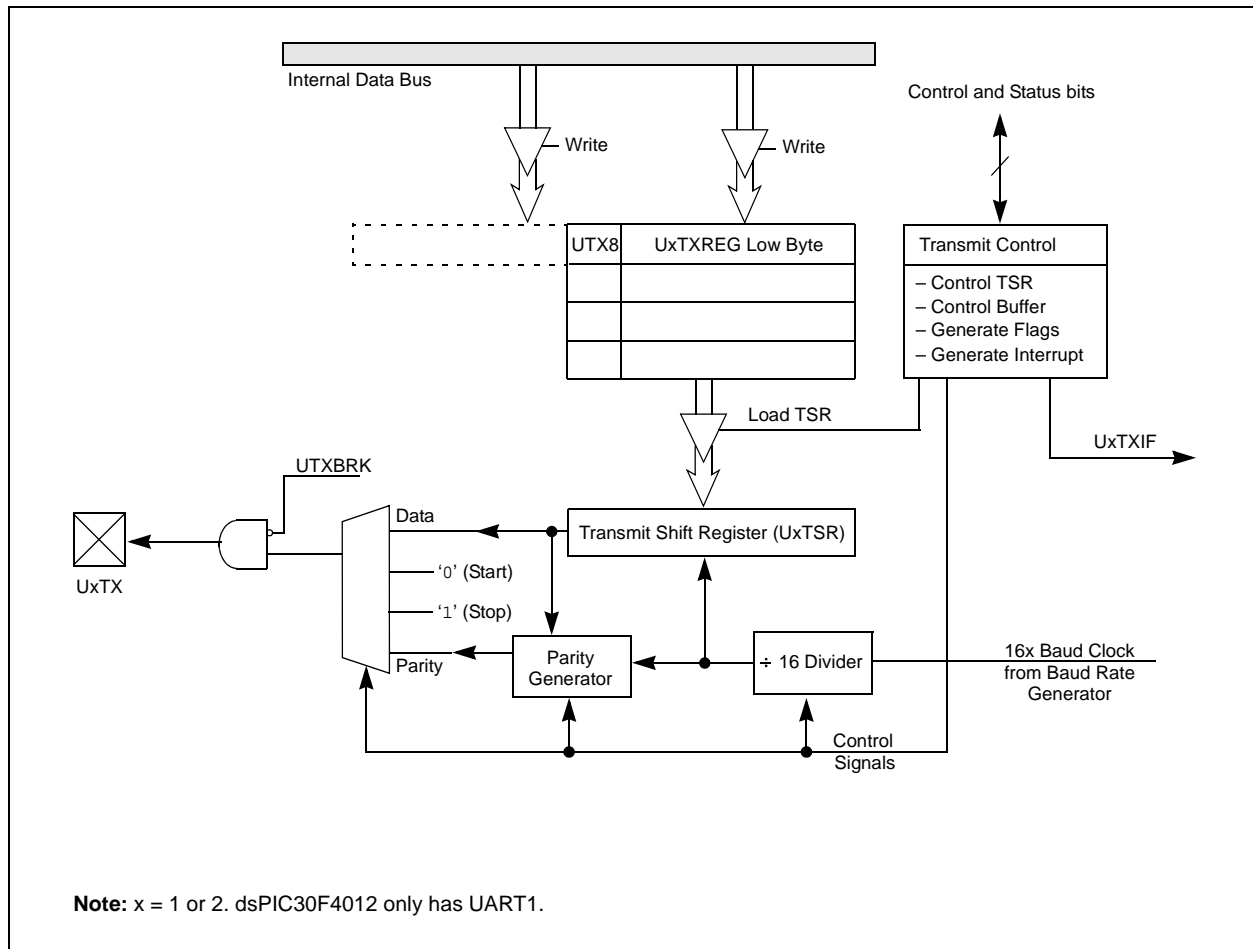 Internal Data Bus
Control and Status bits
Write
Write
UTX8
UxTXREG Low Byte
Transmit Control
– Control TSR
– Control Buffer
– Generate Flags
– Generate Interrupt
Load TSR
UxTXIF
UTXBRK
Data
Transmit Shift Register (UxTSR)
UxTX
‘0’ (Start)
‘1’ (Stop)
Parity
Parity
Generator
÷ 16 Divider
16x Baud Clock
from Baud Rate
Generator
Control
Signals
Note: x = 1 or 2. dsPIC30F4012 only has UART1.